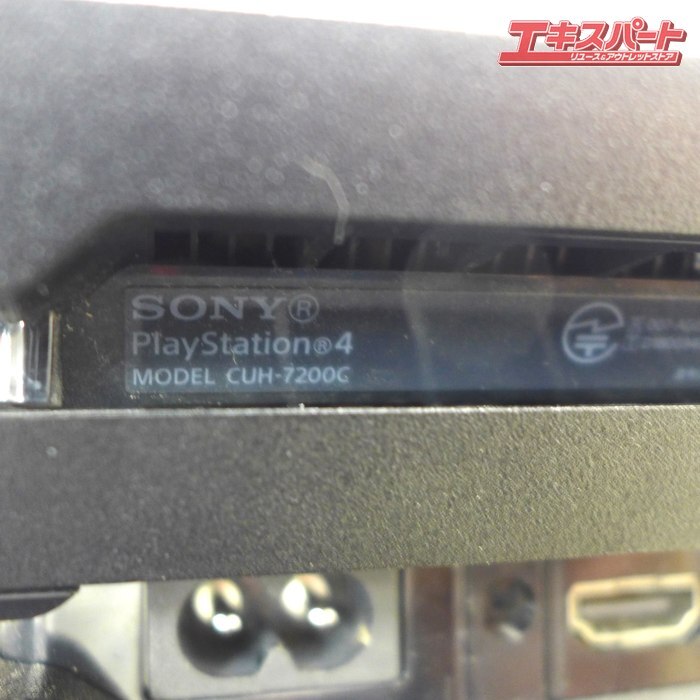 エキスパート
リユース&アウトレットストア
SONY®
PlayStation®4
MODEL CUH-7200C